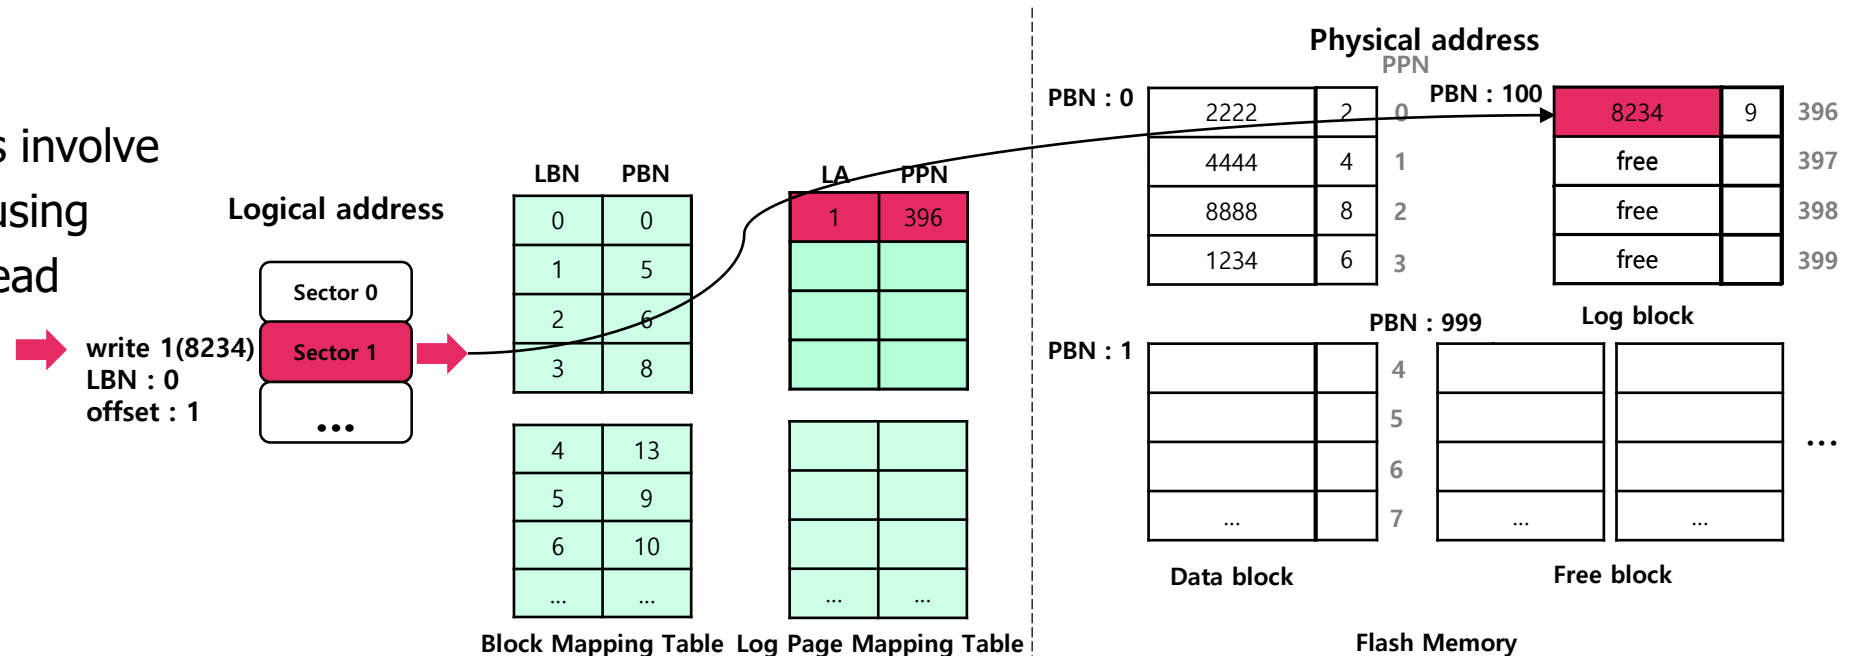 s involve
using
ead
write 1(8234)
LBN : 0
offset : 1
Logical address
Sector 0
Sector 1
...
LBN PBN
0 0
1 5
2 6
3 8
4 13
5 9
6 10
... ...
Block Mapping Table
LA PPN
1 396
... ...
Log Page Mapping Table
Physical address
PPN
PBN : 0
2222 2 0
4444 4 1
8888 8 2
1234 6 3
PBN : 100
8234 9 396
free 397
free 398
free 399
Log block
PBN : 1
4
5
6
... 7
Data block
PBN : 999
... ...
...
Free block
Flash Memory